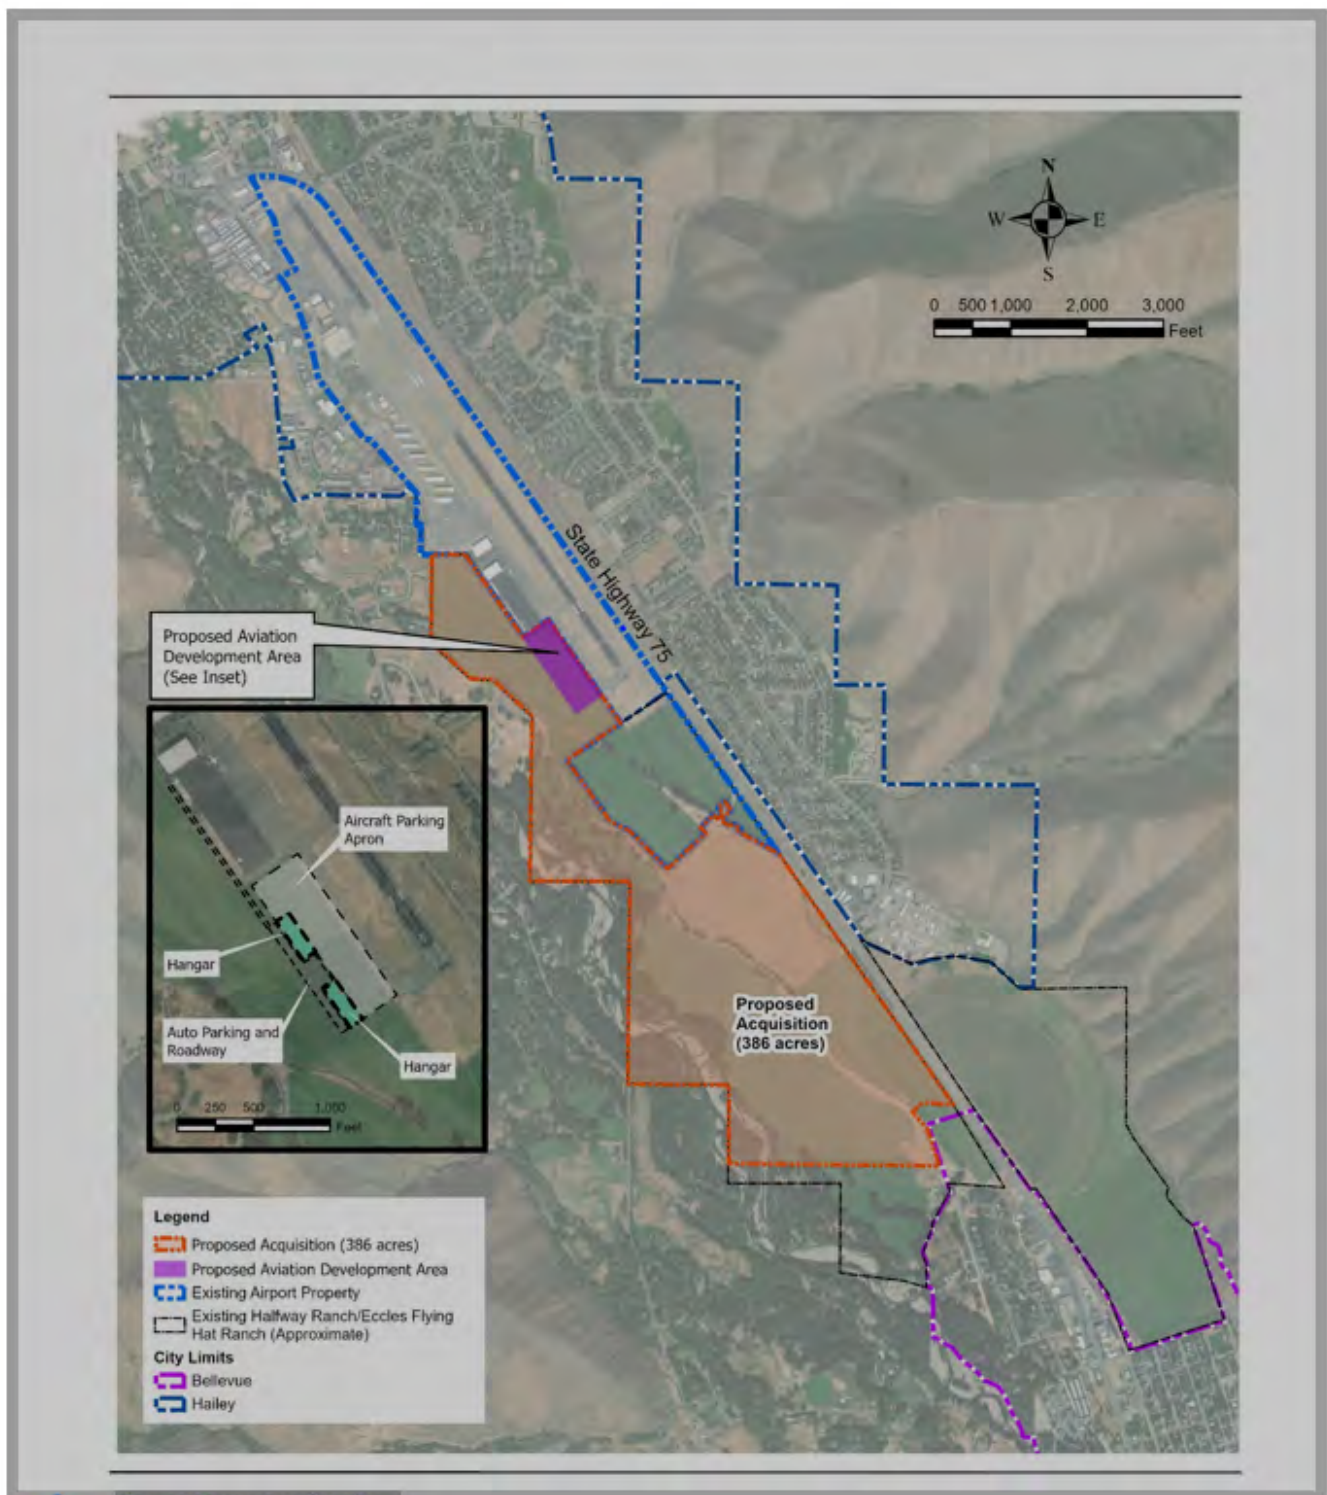 N
W E
S
0 500 1,000 2,000 3,000
Feet
State Highway 75
Proposed Aviation
Development Area
(See Inset)
Aircraft Parking
Apron
Hangar
Auto Parking and
Roadway
Hangar
0 250 500 1,000
Feet
Proposed
Acquisition
(386 acres)
Legend
Proposed Acquisition (386 acres)
Proposed Aviation Development Area
Existing Airport Property
Existing Halfway Ranch/Eccles Flying
Hat Ranch (Approximate)
City Limits
Bellevue
Hailey